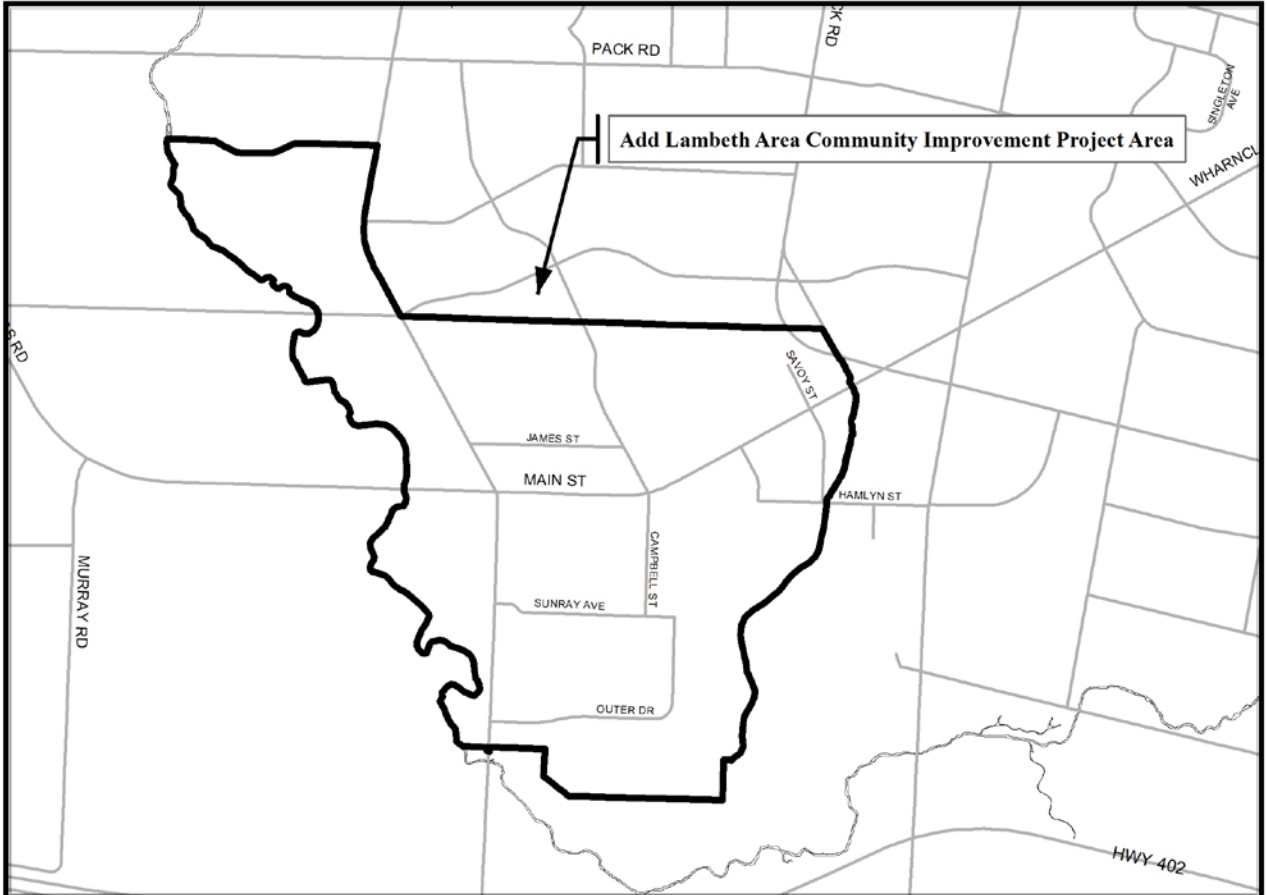 PACK RD
CK RD
SINGLETON
AVE
Add Lambeth Area Community Improvement Project Area
WHARNCL
SAVOY ST
JAMES ST
MAIN ST
HAMLYN ST
CAMPBELL ST
MURRAY RD
SUNRAY AVE
OUTER DR
HWY 402